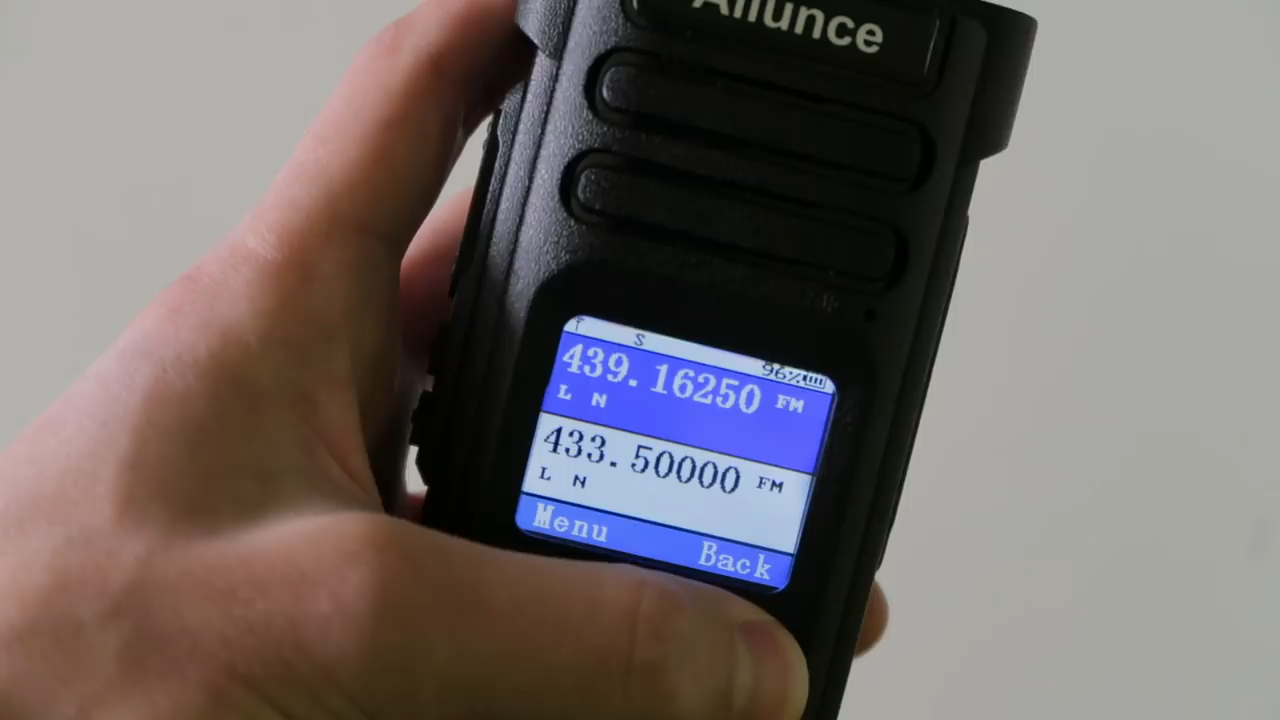 Ailunce
S 96%
439.16250 FM
L N
433.50000 FM
L N
Menu Back